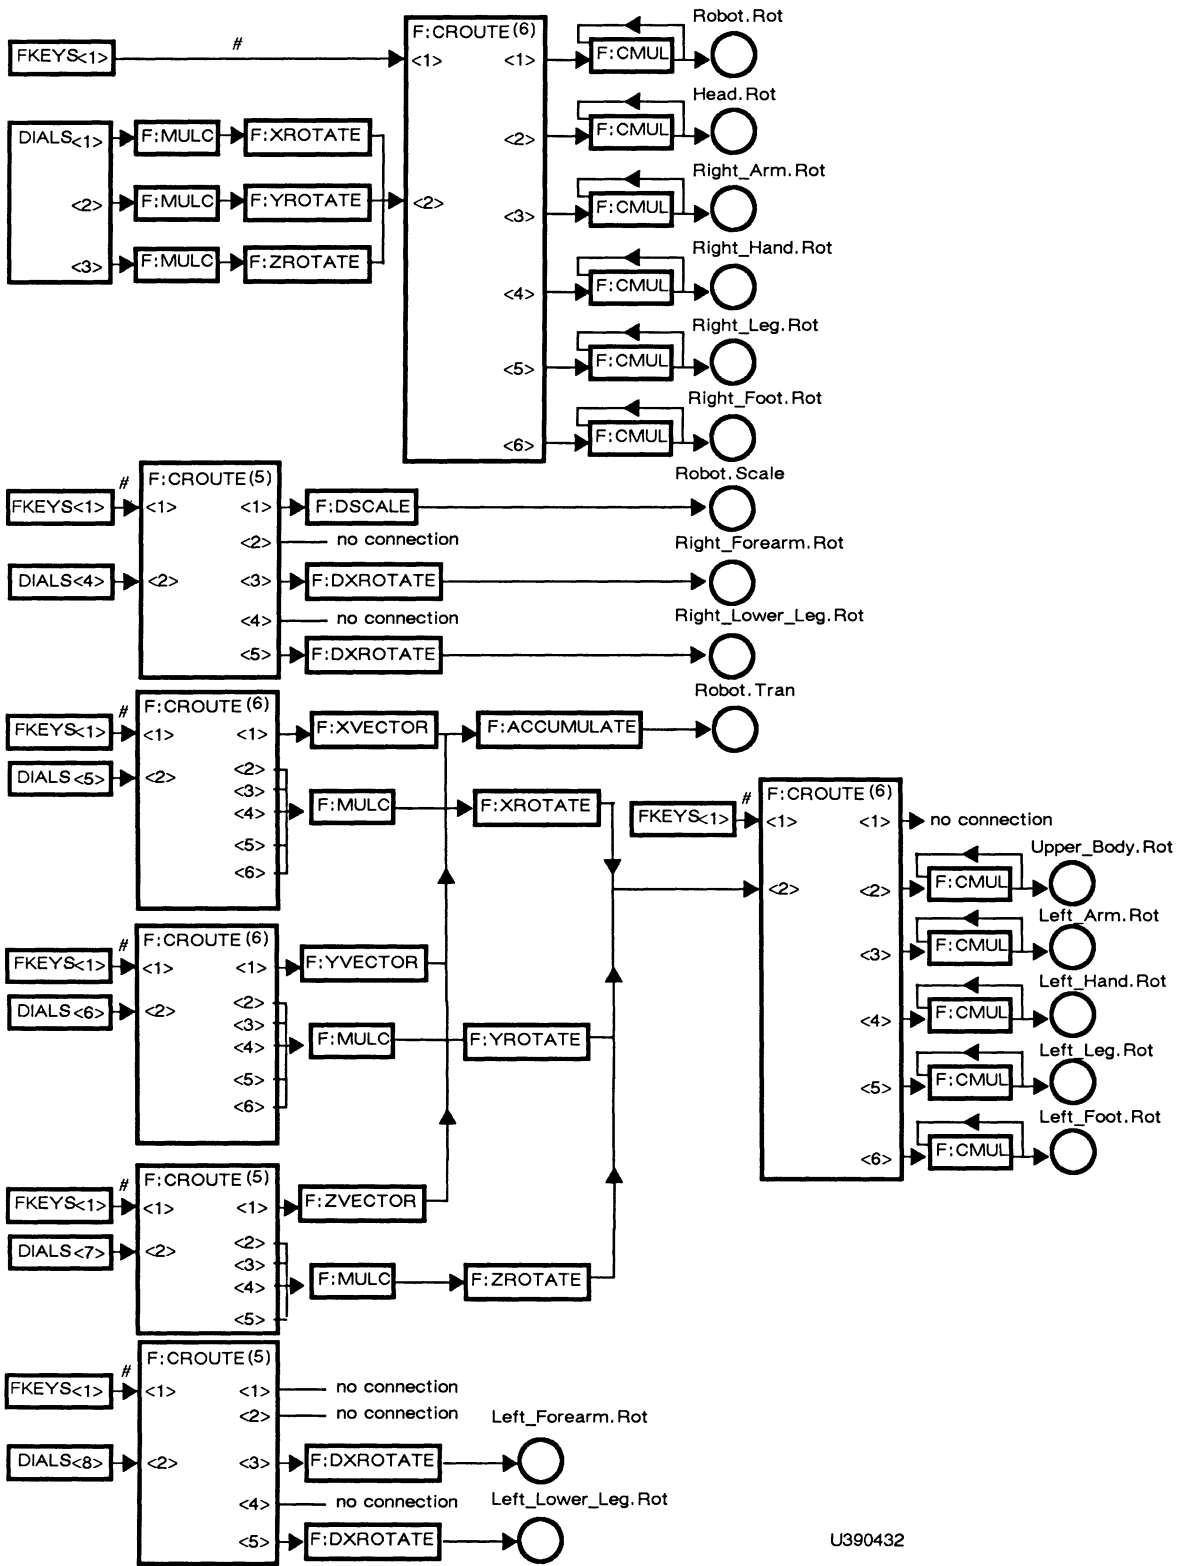 Robot.Rot
F:CROUTE(6)
FKEYS<1>
#
<1>
<1>
F:CMUL
Head.Rot
DIALS<1>
F:MULC
F:XROTATE
<2>
F:CMUL
Right_Arm.Rot
<2>
F:MULC
F:YROTATE
<2>
<3>
F:CMUL
Right_Hand.Rot
<3>
F:MULC
F:ZROTATE
<4>
F:CMUL
Right_Leg.Rot
<5>
F:CMUL
Right_Foot.Rot
<6>
F:CMUL
F:CROUTE(5)
Robot.Scale
FKEYS<1>
#
<1>
<1>
F:DSCALE
<2>
no connection
Right_Forearm.Rot
DIALS<4>
<2>
<3>
F:DXROTATE
<4>
no connection
Right_Lower_Leg.Rot
<5>
F:DXROTATE
Robot.Tran
F:CROUTE(6)
FKEYS<1>
#
<1>
<1>
F:XVECTOR
F:ACCUMULATE
DIALS<5>
<2>
<2>
<3>
<4>
F:MULC
F:XROTATE
<5>
<6>
F:CROUTE(6)
FKEYS<1>
#
<1>
<1>
no connection
Upper_Body.Rot
<2>
<2>
F:CMUL
Left_Arm.Rot
<3>
F:CMUL
Left_Hand.Rot
<4>
F:CMUL
Left_Leg.Rot
<5>
F:CMUL
Left_Foot.Rot
<6>
F:CMUL
F:CROUTE(6)
FKEYS<1>
#
<1>
<1>
F:YVECTOR
DIALS<6>
<2>
<2>
<3>
<4>
F:MULC
F:YROTATE
<5>
<6>
F:CROUTE(5)
FKEYS<1>
#
<1>
<1>
F:ZVECTOR
DIALS<7>
<2>
<2>
<3>
<4>
F:MULC
F:ZROTATE
<5>
F:CROUTE(5)
FKEYS<1>
#
<1>
<1>
no connection
<2>
no connection
Left_Forearm.Rot
DIALS<8>
<2>
<3>
F:DXROTATE
<4>
no connection
Left_Lower_Leg.Rot
<5>
F:DXROTATE
U390432